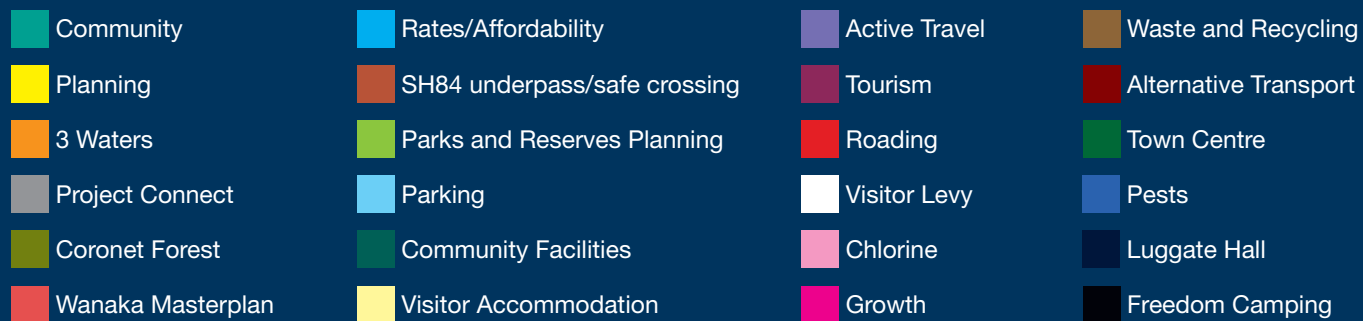 Community
Rates/Affordability
Active Travel
Waste and Recycling
Planning
SH84 underpass/safe crossing
Tourism
Alternative Transport
3 Waters
Parks and Reserves Planning
Roading
Town Centre
Project Connect
Parking
Visitor Levy
Pests
Coronet Forest
Community Facilities
Chlorine
Luggate Hall
Wanaka Masterplan
Visitor Accommodation
Growth
Freedom Camping